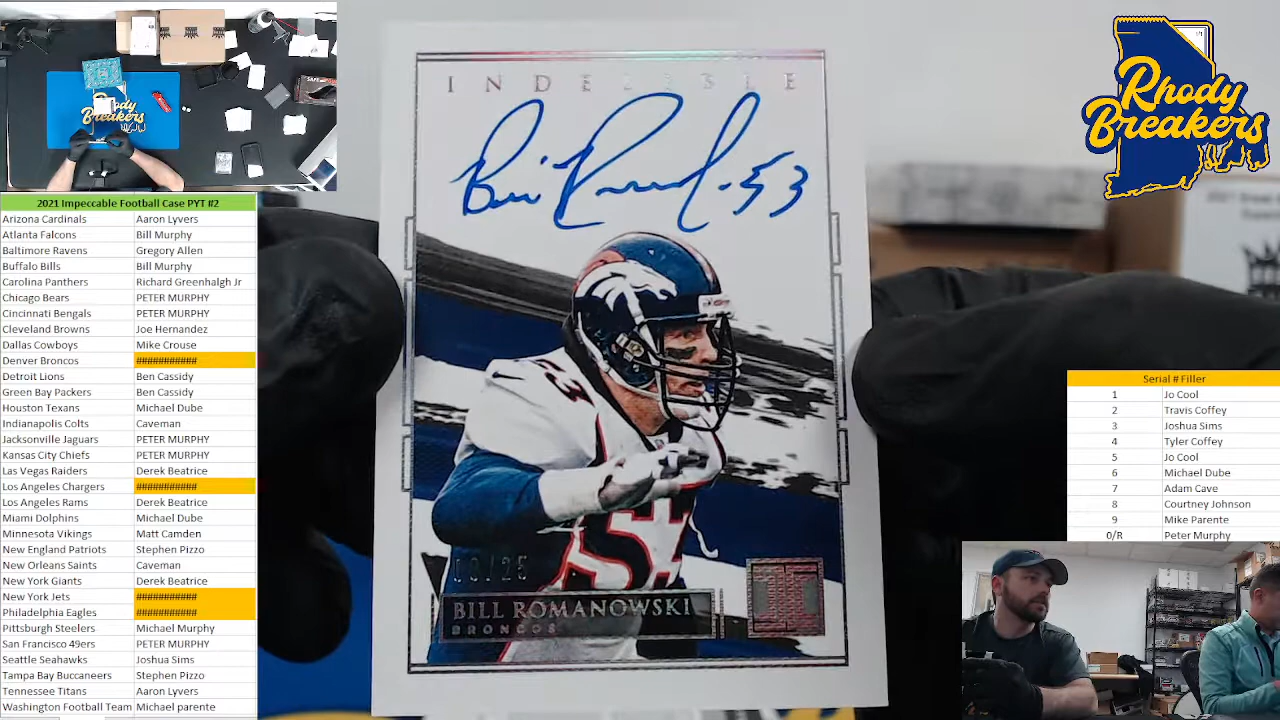 INDELIBLE
Bill Romanowski 53
53
53
/25
BILL ROMANOWSKI
BRONCOS
Rhody
Breakers
Rhody
Breakers
2021 Impeccable Football Case PYT #2
Arizona Cardinals Aaron Lyvers
Atlanta Falcons Bill Murphy
Baltimore Ravens Gregory Allen
Buffalo Bills Bill Murphy
Carolina Panthers Richard Greenhalgh Jr
Chicago Bears PETER MURPHY
Cincinnati Bengals PETER MURPHY
Cleveland Browns Joe Hernandez
Dallas Cowboys Mike Crouse
Denver Broncos ###########
Detroit Lions Ben Cassidy
Green Bay Packers Ben Cassidy
Houston Texans Michael Dube
Indianapolis Colts Caveman
Jacksonville Jaguars PETER MURPHY
Kansas City Chiefs PETER MURPHY
Las Vegas Raiders Derek Beatrice
Los Angeles Chargers ###########
Los Angeles Rams Derek Beatrice
Miami Dolphins Michael Dube
Minnesota Vikings Matt Camden
New England Patriots Stephen Pizzo
New Orleans Saints Caveman
New York Giants Derek Beatrice
New York Jets ###########
Philadelphia Eagles ###########
Pittsburgh Steelers Michael Murphy
San Francisco 49ers PETER MURPHY
Seattle Seahawks Joshua Sims
Tampa Bay Buccaneers Stephen Pizzo
Tennessee Titans Aaron Lyvers
Washington Football Team Michael parente
Serial # Filler
1 Jo Cool
2 Travis Coffey
3 Joshua Sims
4 Tyler Coffey
5 Jo Cool
6 Michael Dube
7 Adam Cave
8 Courtney Johnson
9 Mike Parente
0/R Peter Murphy